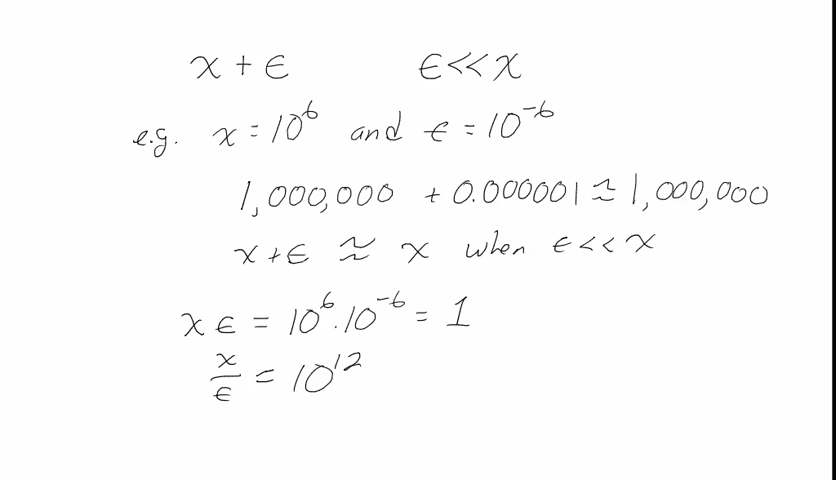 x + ϵ ϵ << x
e.g. x = 10⁶ and ϵ = 10⁻⁶
1,000,000 + 0.000001 ≈ 1,000,000
x + ϵ ≈ x when ϵ << x
x ϵ = 10⁶ . 10⁻⁶ = 1
x/ϵ = 10¹²